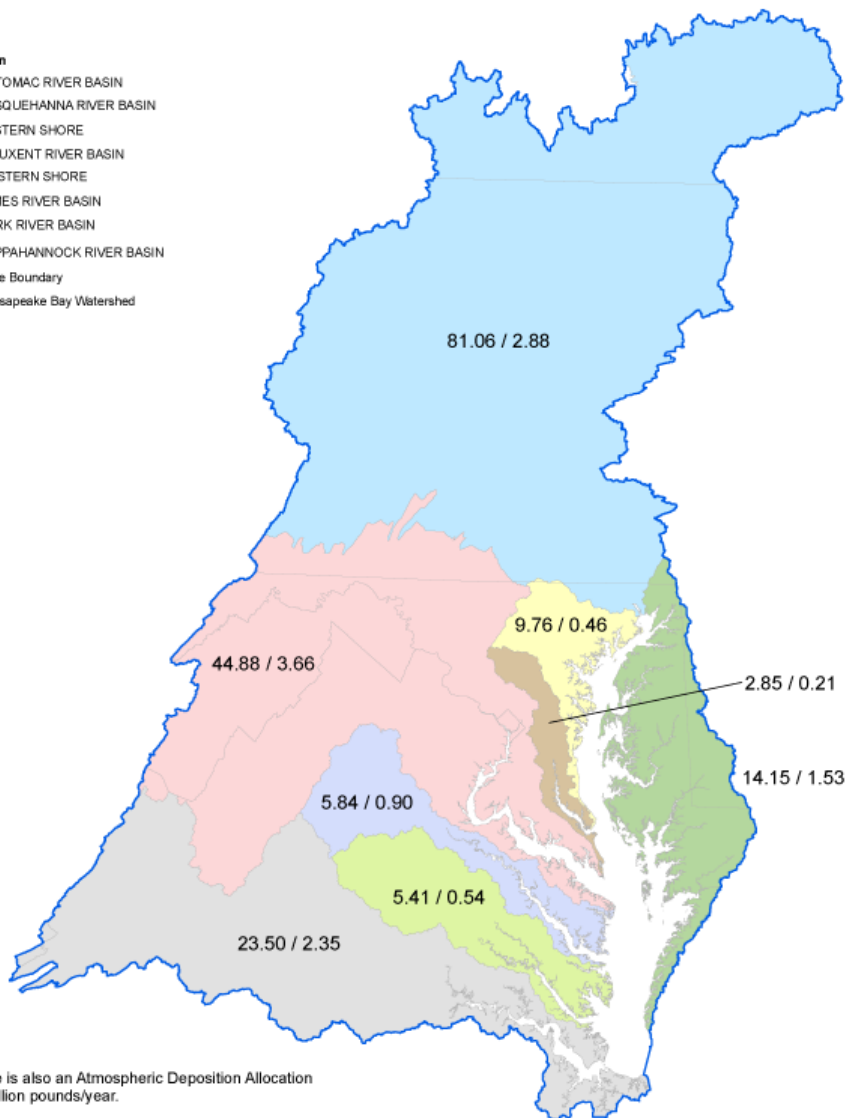 n
TOMAC RIVER BASIN
SQUEHANNA RIVER BASIN
STERN SHORE
UXENT RIVER BASIN
STERN SHORE
MES RIVER BASIN
RK RIVER BASIN
PPAHANNOCK RIVER BASIN
e Boundary
sapeake Bay Watershed
81.06 / 2.88
9.76 / 0.46
44.88 / 3.66
2.85 / 0.21
14.15 / 1.53
5.84 / 0.90
5.41 / 0.54
23.50 / 2.35
e is also an Atmospheric Deposition Allocation
llion pounds/year.